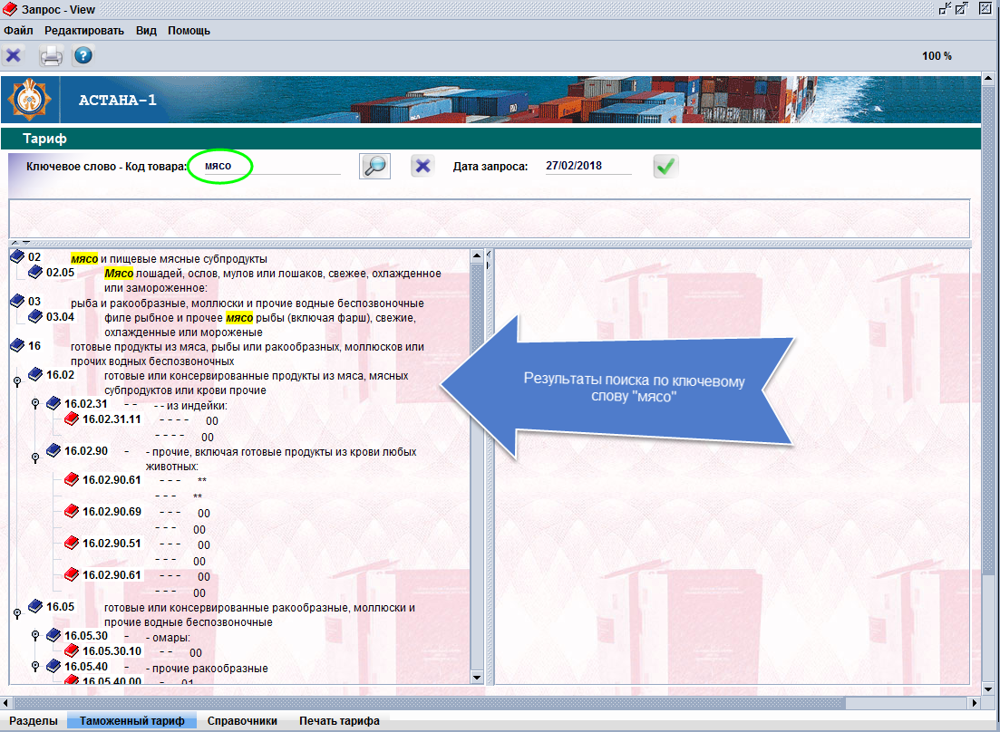 Запрос - View
Файл Редактировать Вид Помощь
100 %
АСТАНА-1
Тариф
Ключевое слово - Код товара: мясо Дата запроса: 27/02/2018
02 мясо и пищевые мясные субпродукты
02.05 Мясо лошадей, ослов, мулов или лошаков, свежее, охлажденное
или замороженное:
03 рыба и ракообразные, моллюски и прочие водные беспозвоночные
03.04 филе рыбное и прочее мясо рыбы (включая фарш), свежие,
охлажденные или мороженые
16 готовые продукты из мяса, рыбы или ракообразных, моллюсков или
прочих водных беспозвоночных
16.02 готовые или консервированные продукты из мяса, мясных
субпродуктов или крови прочие
16.02.31 - - - - из индейки:
16.02.31.11 - - - - 00
- - - - 00
16.02.90 - - прочие, включая готовые продукты из крови любых
животных:
16.02.90.61 - - - **
- - - **
16.02.90.69 - - - 00
- - - 00
16.02.90.51 - - - 00
- - - 00
16.02.90.61 - - - 00
- - - 00
16.05 готовые или консервированные ракообразные, моллюски и
прочие водные беспозвоночные
16.05.30 - - омары:
16.05.30.10 - - 00
16.05.40 - - прочие ракообразные
16.05.40.00 - 01
Результаты поиска по ключевому
слову "мясо"
Разделы Таможенный тариф Справочники Печать тарифа